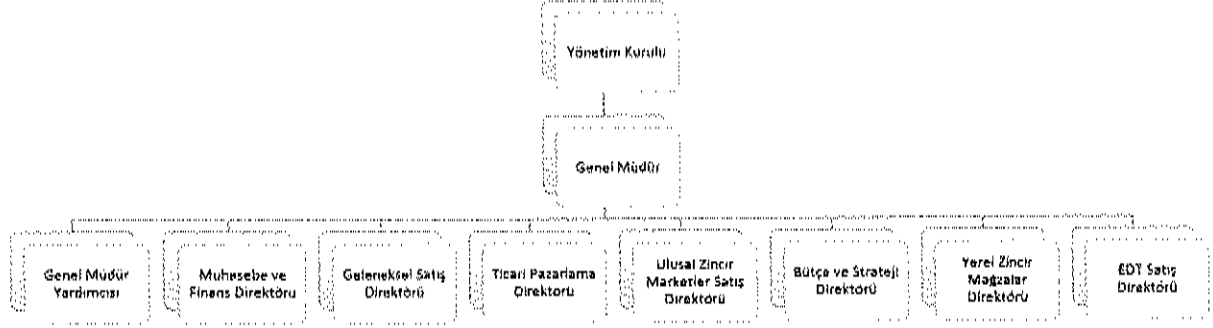 Yönetim Kurulu
Genel Müdür
Genel Müdür
Yardımcısı
Muhasebe ve
Finans Direktörü
Geleneksel Satış
Direktörü
Ticari Pazarlama
Direktörü
Ulusal Zincir
Marketler Satış
Direktörü
Bütçe ve Strateji
Direktörü
Yerel Zincir
Mağzalar
Direktörü
EDT Satış
Direktörü